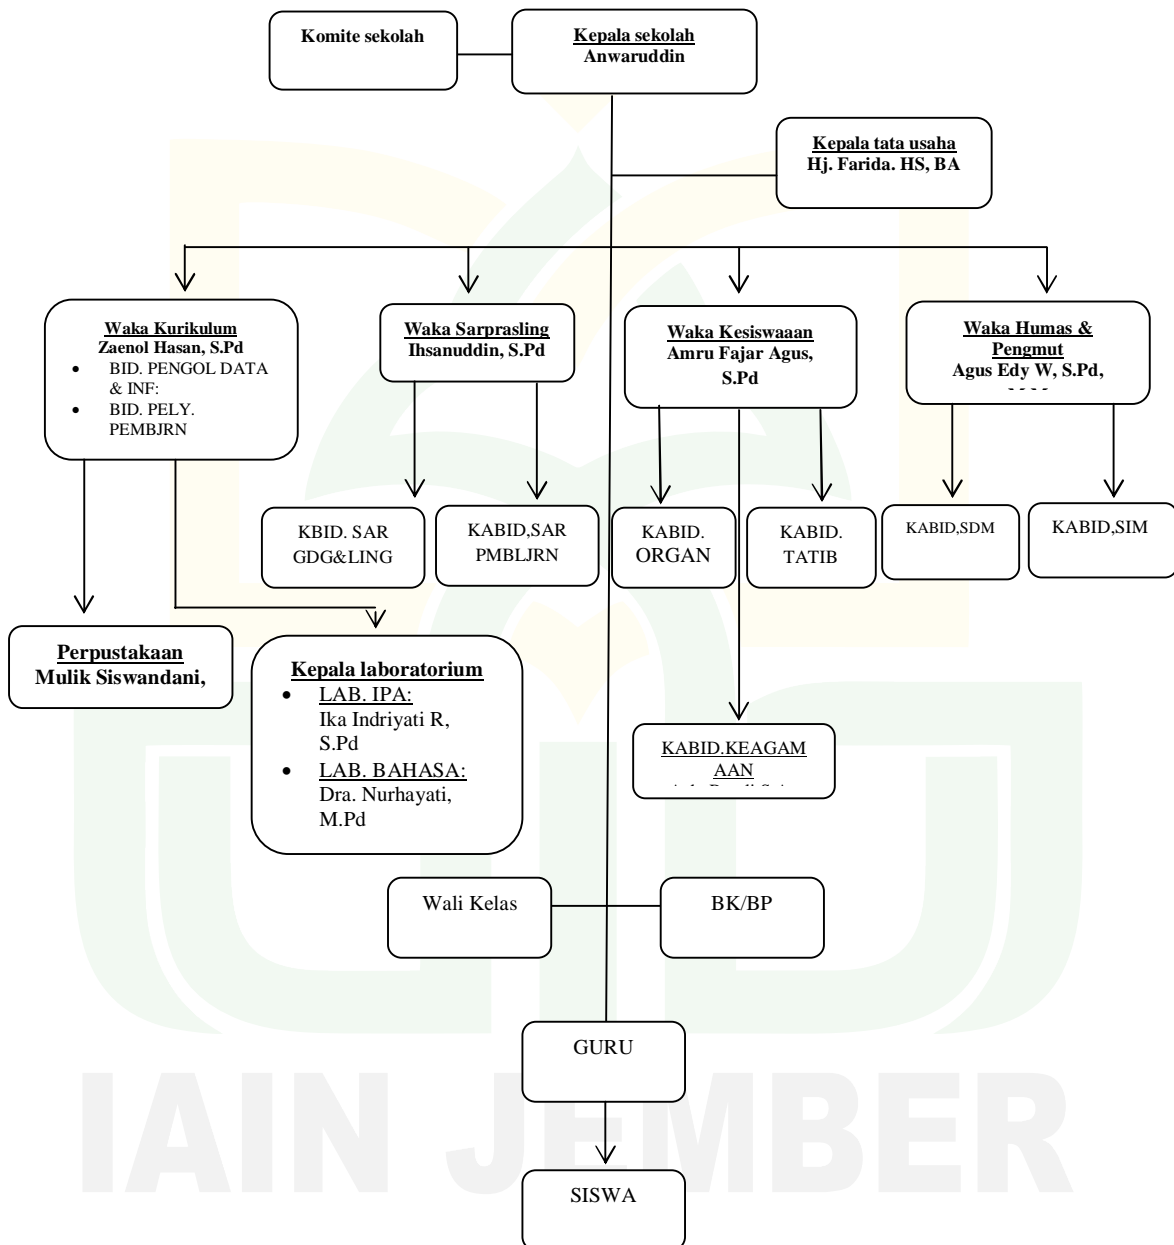 Komite sekolah
Kepala sekolah
Anwaruddin
Kepala tata usaha
Hj. Farida. HS, BA
Waka Kurikulum
Zaenol Hasan, S.Pd
• BID. PENGOL DATA
& INF:
• BID. PELY.
PEMBJRN
Waka Sarprasling
Ihsanuddin, S.Pd
Waka Kesiswaaan
Amru Fajar Agus,
S.Pd
Waka Humas &
Pengmut
Agus Edy W, S.Pd,
KBID. SAR
GDG&LING
KABID,SAR
PMBLJRN
KABID.
ORGAN
KABID.
TATIB
KABID,SDM
KABID,SIM
Perpustakaan
Mulik Siswandani,
Kepala laboratorium
• LAB. IPA:
Ika Indriyati R,
S.Pd
• LAB. BAHASA:
Dra. Nurhayati,
M.Pd
KABID.KEAGAM
AAN
Wali Kelas
BK/BP
GURU
SISWA
IAIN JEMBER